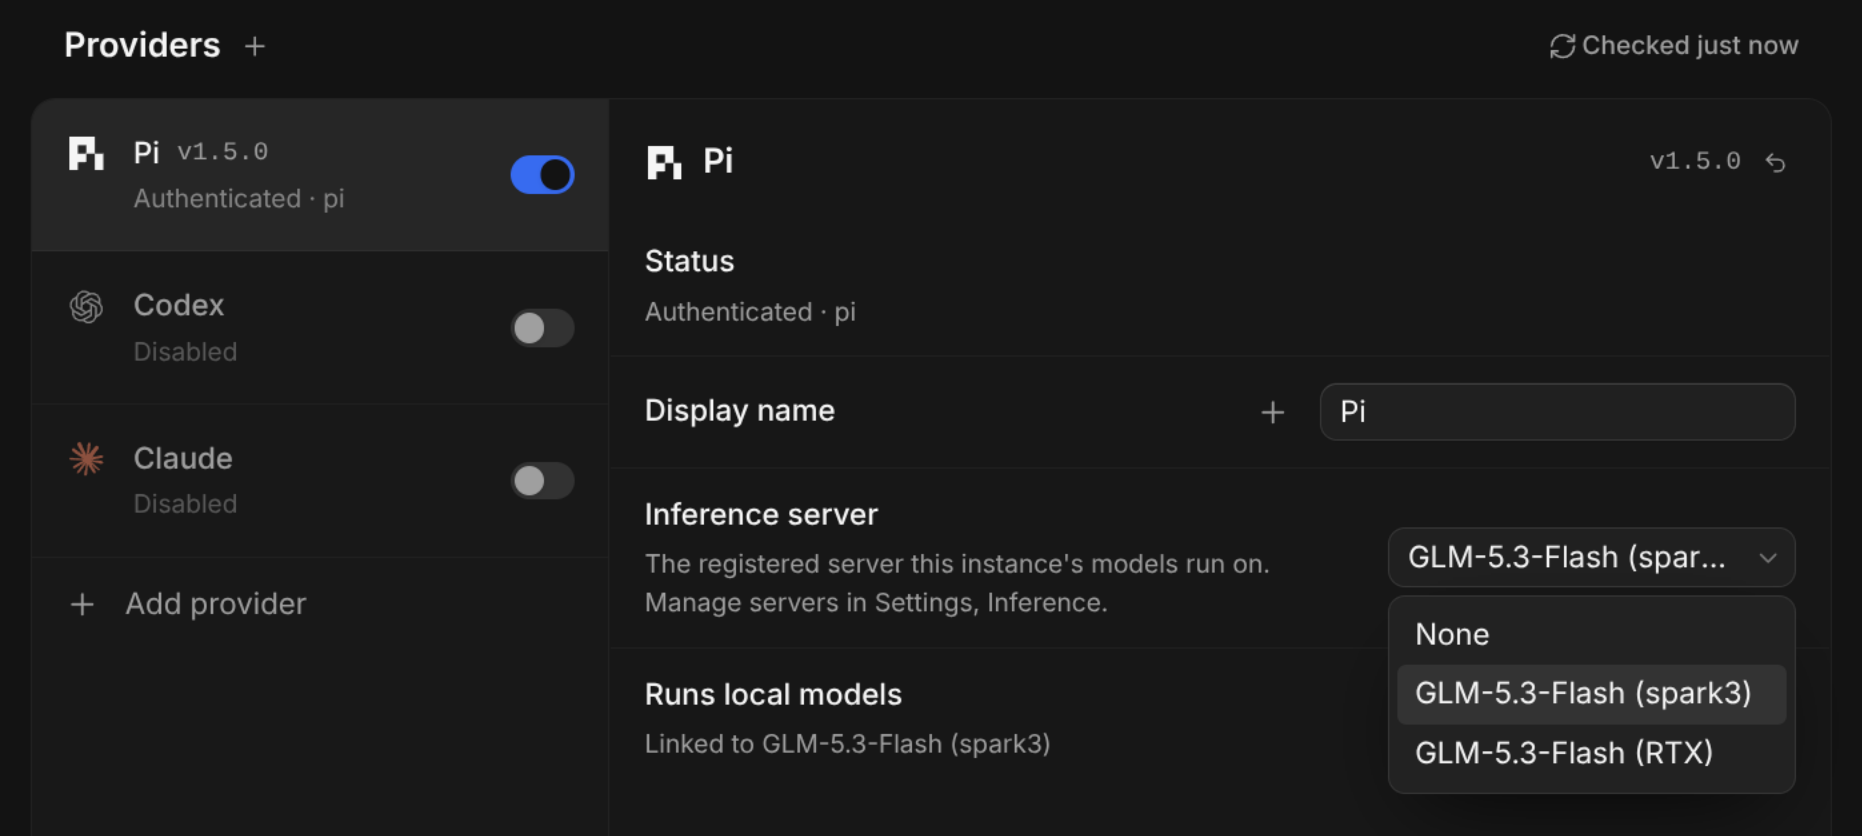 Providers +
Checked just now
Pi v1.5.0
Authenticated · pi
Codex
Disabled
Claude
Disabled
+ Add provider
Pi
v1.5.0
Status
Authenticated · pi
Display name
+
Pi
Inference server
The registered server this instance's models run on.
Manage servers in Settings, Inference.
GLM-5.3-Flash (spar...
None
GLM-5.3-Flash (spark3)
GLM-5.3-Flash (RTX)
Runs local models
Linked to GLM-5.3-Flash (spark3)